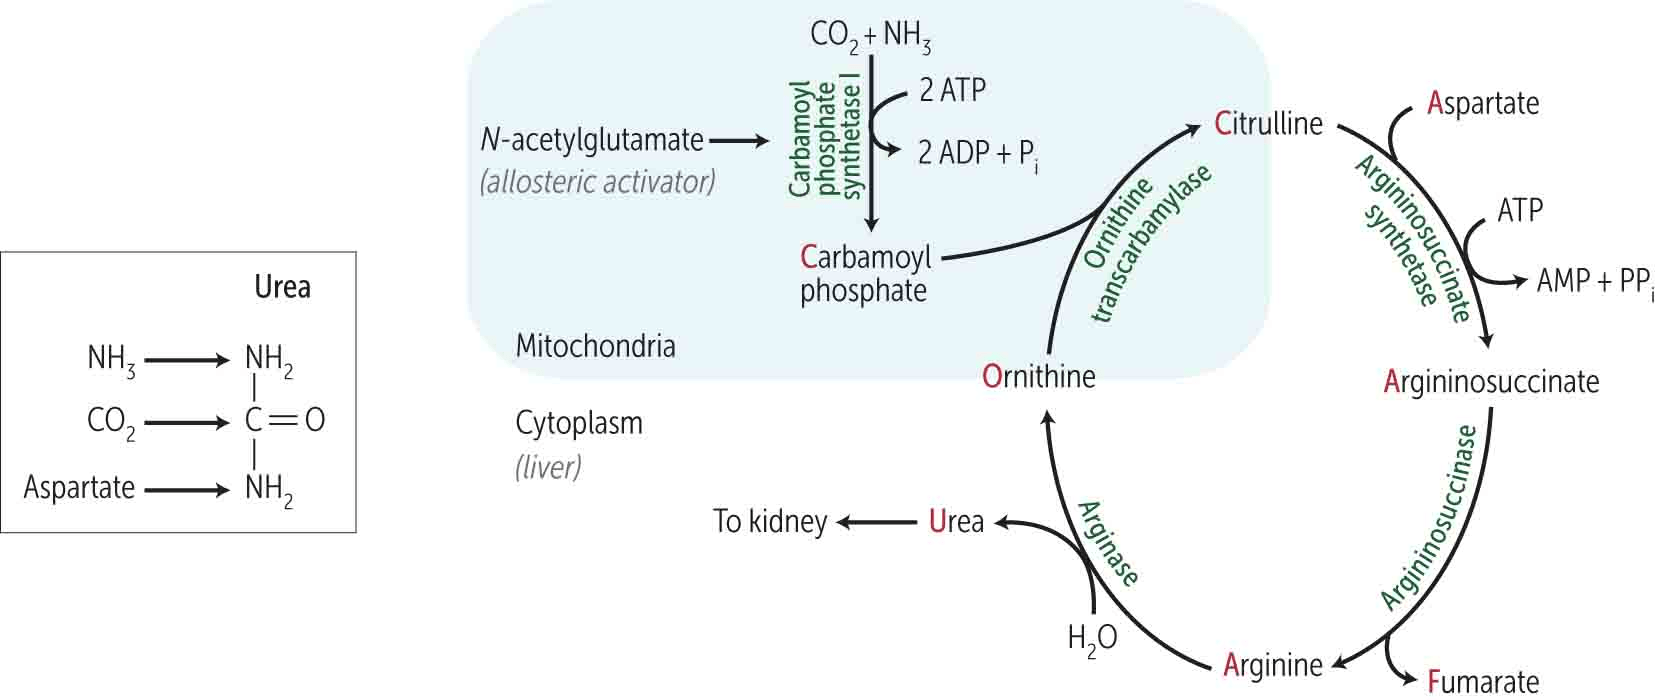 CO₂ + NH₃
2 ATP
2 ADP + Pᵢ
Carbamoyl
phosphate
synthetase I
N-acetylglutamate
(allosteric activator)
Carbamoyl
phosphate
Mitochondria
Cytoplasm
(liver)
Ornithine
transcarbamylase
Citrulline
Aspartate
Argininosuccinate
synthetase
ATP
AMP + PPᵢ
Argininosuccinate
Argininosuccinase
Fumarate
Arginine
Arginase
H₂O
Urea
To kidney
Ornithine
Urea
NH₃
NH₂
CO₂
C=O
Aspartate
NH₂